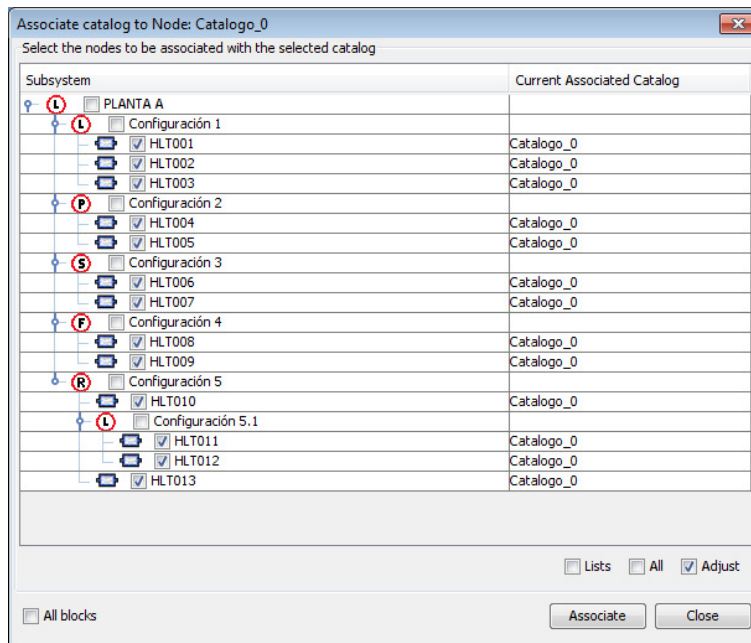 Associate catalog to Node: Catalogo_0
Select the nodes to be associated with the selected catalog
Subsystem Current Associated Catalog
L PLANTA A
L Configuración 1
HLT001 Catalogo_0
HLT002 Catalogo_0
HLT003 Catalogo_0
P Configuración 2
HLT004 Catalogo_0
HLT005 Catalogo_0
S Configuración 3
HLT006 Catalogo_0
HLT007 Catalogo_0
F Configuración 4
HLT008 Catalogo_0
HLT009 Catalogo_0
R Configuración 5
HLT010 Catalogo_0
L Configuración 5.1
HLT011 Catalogo_0
HLT012 Catalogo_0
HLT013 Catalogo_0
Lists All Adjust
All blocks Associate Close